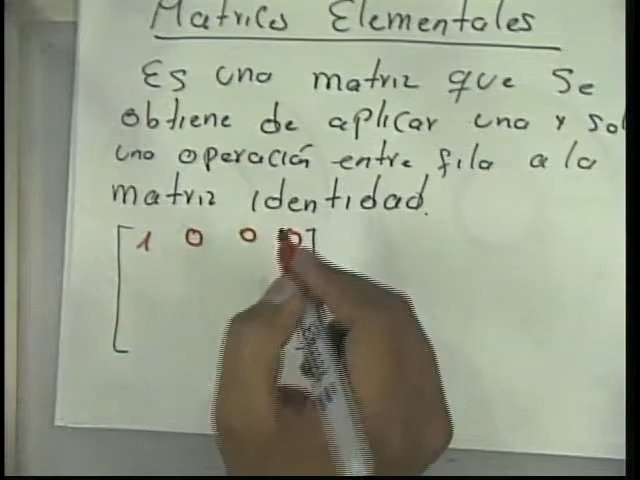 Matrices Elementales
Es una matriz que se
obtiene de aplicar una y sol
una operación entre fila a la
matriz Identidad.
[1 0 0 0]